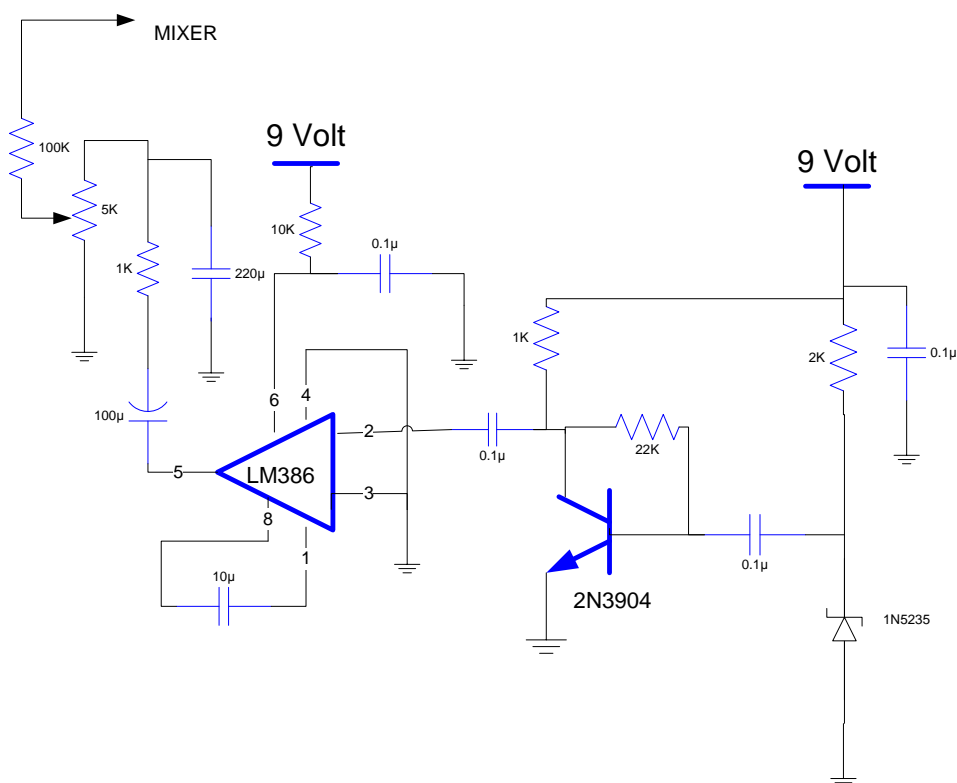 MIXER
9 Volt
100K
9 Volt
5K
10K
0.1µ
1K
220µ
1K
2K
0.1µ
6
4
100µ
2
22K
0.1µ
5
LM386
3
8
1
0.1µ
10µ
2N3904
1N5235